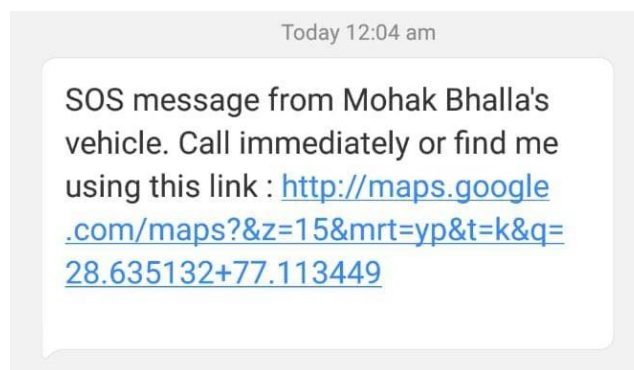 Today 12:04 am
SOS message from Mohak Bhalla's
vehicle. Call immediately or find me
using this link : http://maps.google
.com/maps?&z=15&mrt=yp&t=k&q=
28.635132+77.113449